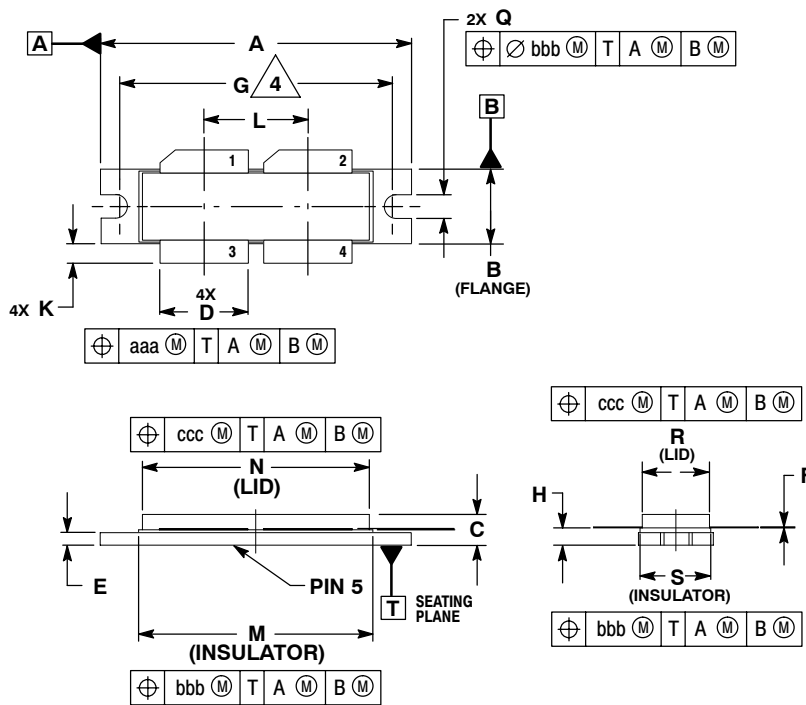 A
A
2X Q
⌖ ∅ bbb Ⓜ T A Ⓜ B Ⓜ
G 4
L
B
1 2
3 4
B
(FLANGE)
4X K
4X
D
⌖ aaa Ⓜ T A Ⓜ B Ⓜ
⌖ ccc Ⓜ T A Ⓜ B Ⓜ
N
(LID)
C
E
PIN 5
T SEATING
PLANE
M
(INSULATOR)
⌖ bbb Ⓜ T A Ⓜ B Ⓜ
⌖ ccc Ⓜ T A Ⓜ B Ⓜ
R
(LID)
H
S
(INSULATOR)
⌖ bbb Ⓜ T A Ⓜ B Ⓜ